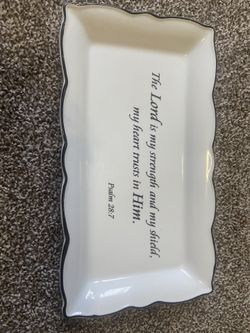 The Lord is my strength and my shield,
my heart trusts in Him.
Psalm 28:7